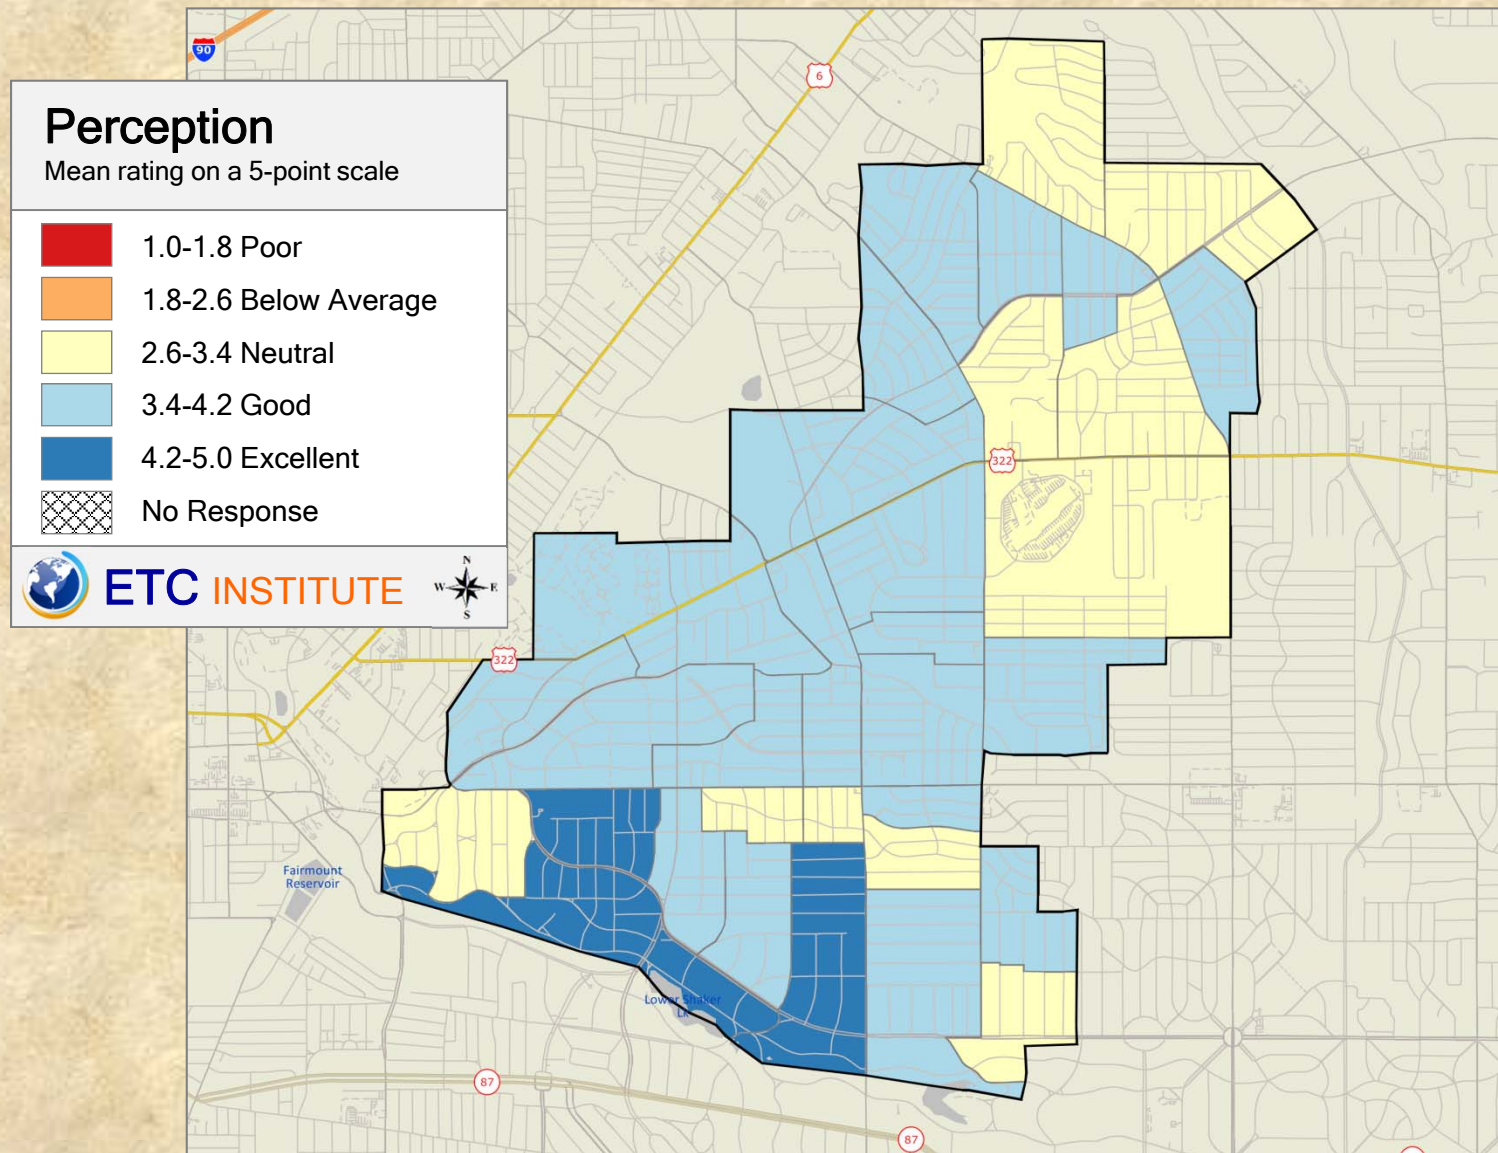 90
6
Perception
Mean rating on a 5-point scale
1.0-1.8 Poor
1.8-2.6 Below Average
2.6-3.4 Neutral
3.4-4.2 Good
4.2-5.0 Excellent
No Response
ETC INSTITUTE
N
W E
S
322
322
Fairmount
Reservoir
Lower Shaker
Lk
87
87